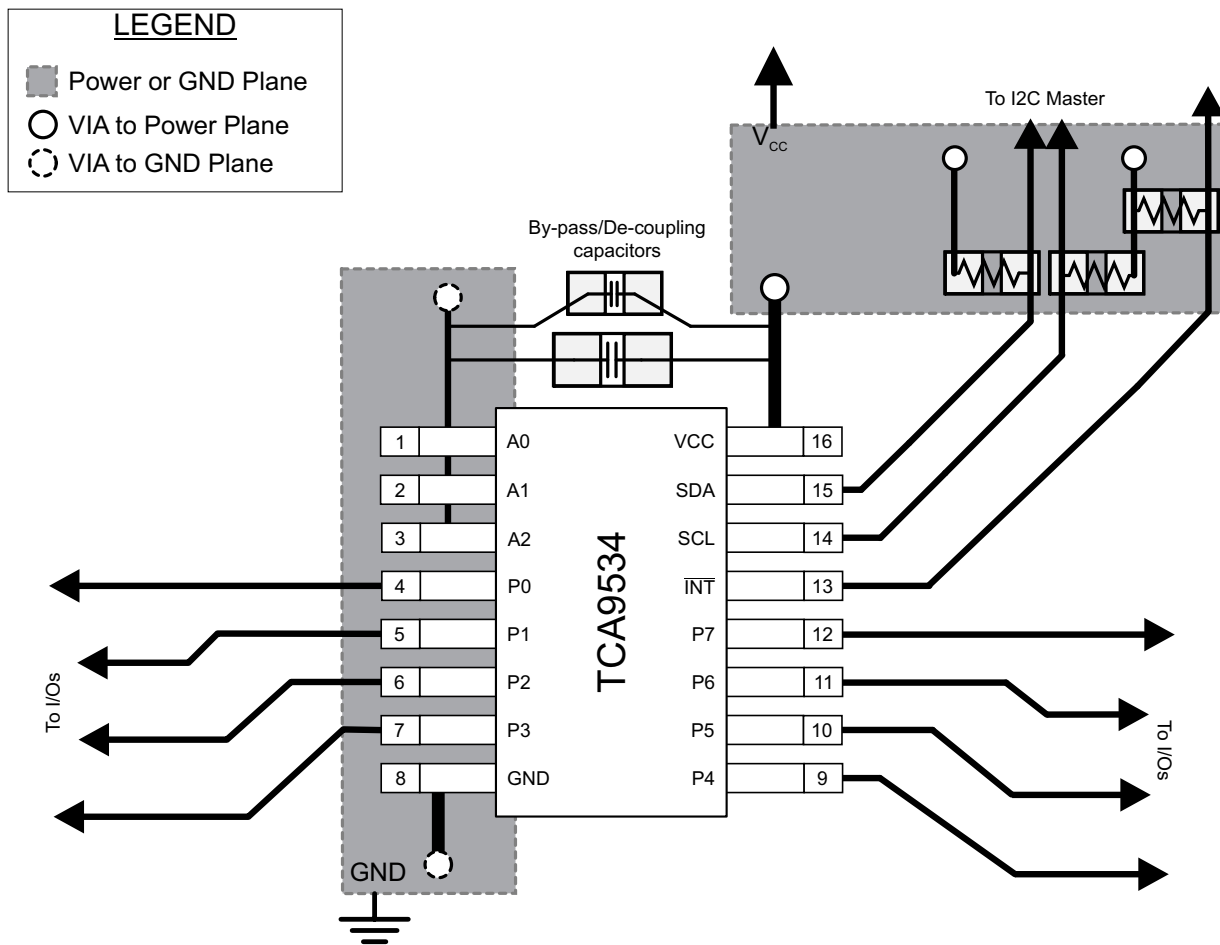 LEGEND
Power or GND Plane
VIA to Power Plane
VIA to GND Plane
To I2C Master
VCC
By-pass/De-coupling
capacitors
1 A0 VCC 16
2 A1 SDA 15
3 A2 SCL 14
4 P0 INT 13
5 P1 P7 12
6 P2 P6 11
7 P3 P5 10
8 GND P4 9
TCA9534
To I/Os
To I/Os
GND